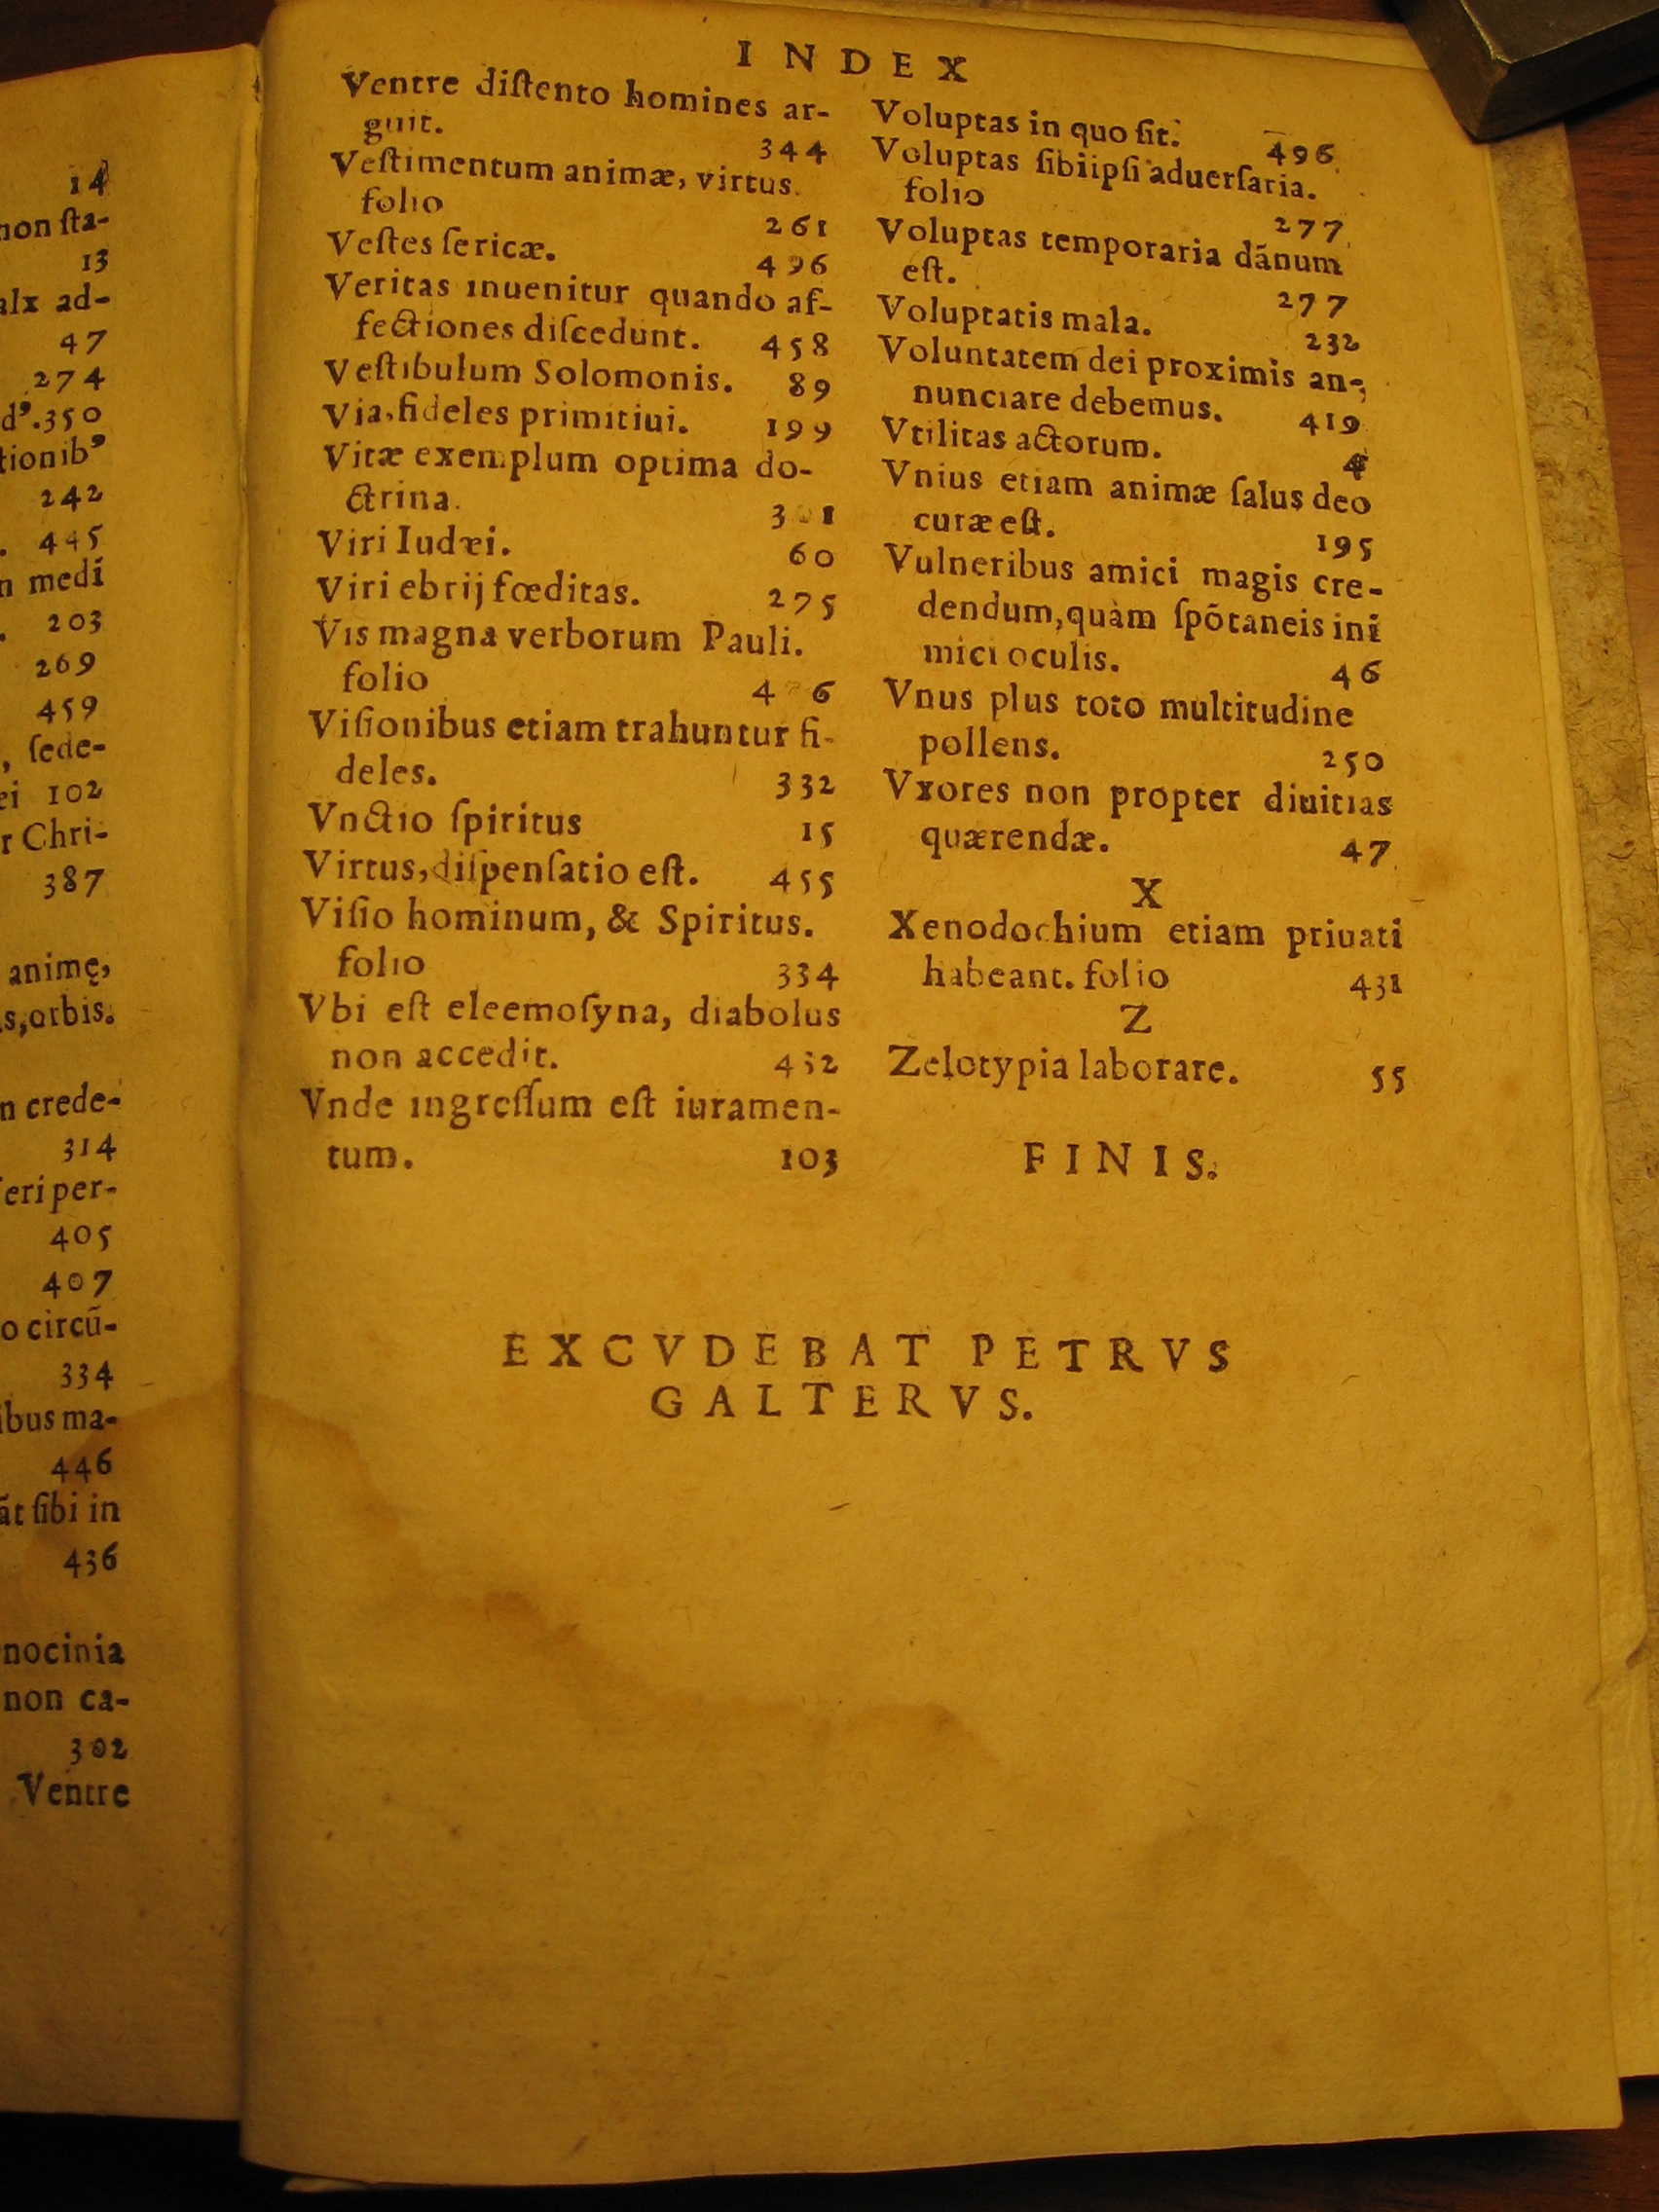 14
non ſta-
13
alx ad-
47
274
d⁹.350
tionib⁹
242
. 445
n medí
. 203
269
459
, ſede-
ei 102
r Chri-
387
animę,
s,orbis.
n crede-
314
feri per-
405
407
o circũ-
334
ibus ma-
446
ãt ſibi in
436
nocinia
non ca-
302
Ventre
INDEX
Ventre diſtento homines ar-
guit. 344
Veſtimentum animæ, virtus.
folio 261
Veſtes ſericæ. 496
Veritas inuenitur quando af-
fectiones diſcedunt. 458
Veſtibulum Solomonis. 89
Via, fideles primitiui. 199
Vitæ exemplum optima do-
ctrina.
Viri Iudæi. 60
Viri ebrij fœditas. 275
Vis magna verborum Pauli.
folio
Viſionibus etiam trahuntur fi-
deles. 332
Vnctio ſpiritus 15
Virtus, diſpenſatio eſt. 455
Viſio hominum, & Spiritus.
folio 334
Vbi eſt eleemoſyna, diabolus
non accedit. 432
Vnde ingreſſum eſt iuramen-
tum. 103
Voluptas in quo ſit. 496
Voluptas ſibiipſi aduerſaria.
folio 277
Voluptas temporaria dãnum
eſt. 277
Voluptatis mala. 232
Voluntatem dei proximis an-
nunciare debemus. 419
Vtilitas actorum. 4
Vnius etiam animæ ſalus deo
curæ eſt. 195
Vulneribus amici magis cre-
dendum, quàm ſpõtaneis ini
mici oculis. 46
Vnus plus toto multitudine
pollens. 250
Vxores non propter diuitias
quærendæ. 47
X
Xenodochium etiam priuati
habeant. folio 431
Z
Zelotypia laborare. 55
FINIS.
EXCVDEBAT PETRVS
GALTERVS.